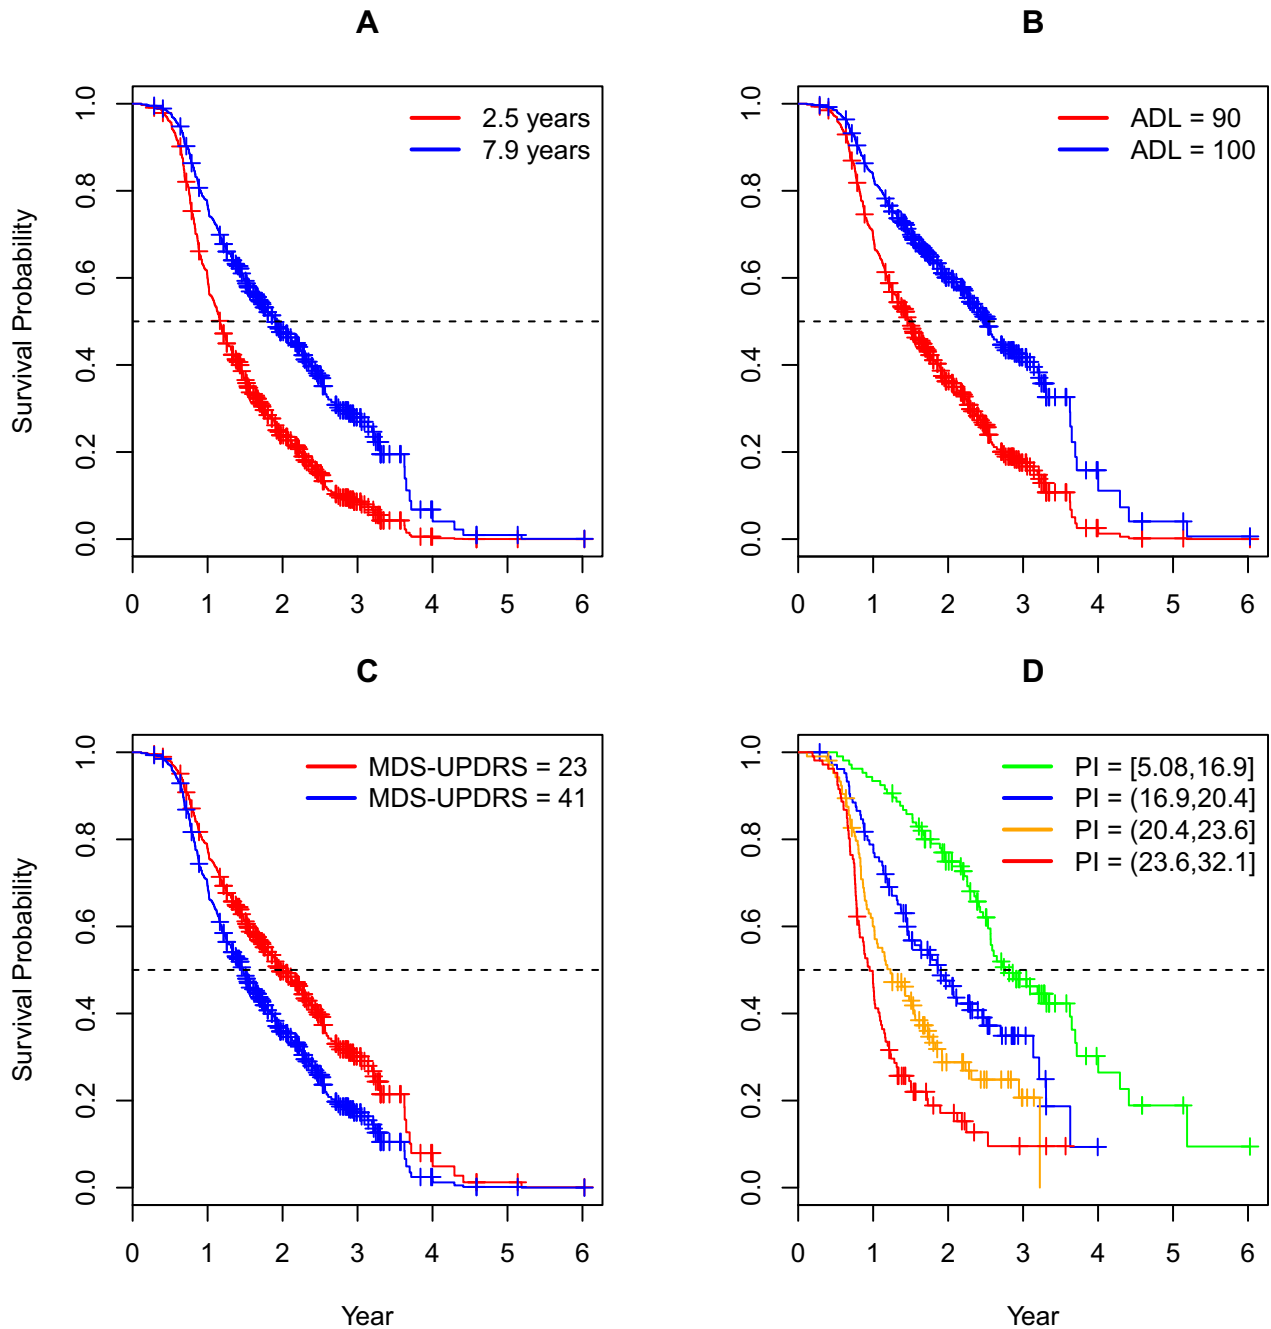 A
Survival Probability
0.0 0.2 0.4 0.6 0.8 1.0
2.5 years
7.9 years
0 1 2 3 4 5 6
B
0.0 0.2 0.4 0.6 0.8 1.0
ADL = 90
ADL = 100
0 1 2 3 4 5 6
C
Survival Probability
0.0 0.2 0.4 0.6 0.8 1.0
MDS-UPDRS = 23
MDS-UPDRS = 41
0 1 2 3 4 5 6
Year
D
0.0 0.2 0.4 0.6 0.8 1.0
PI = [5.08,16.9]
PI = (16.9,20.4]
PI = (20.4,23.6]
PI = (23.6,32.1]
0 1 2 3 4 5 6
Year